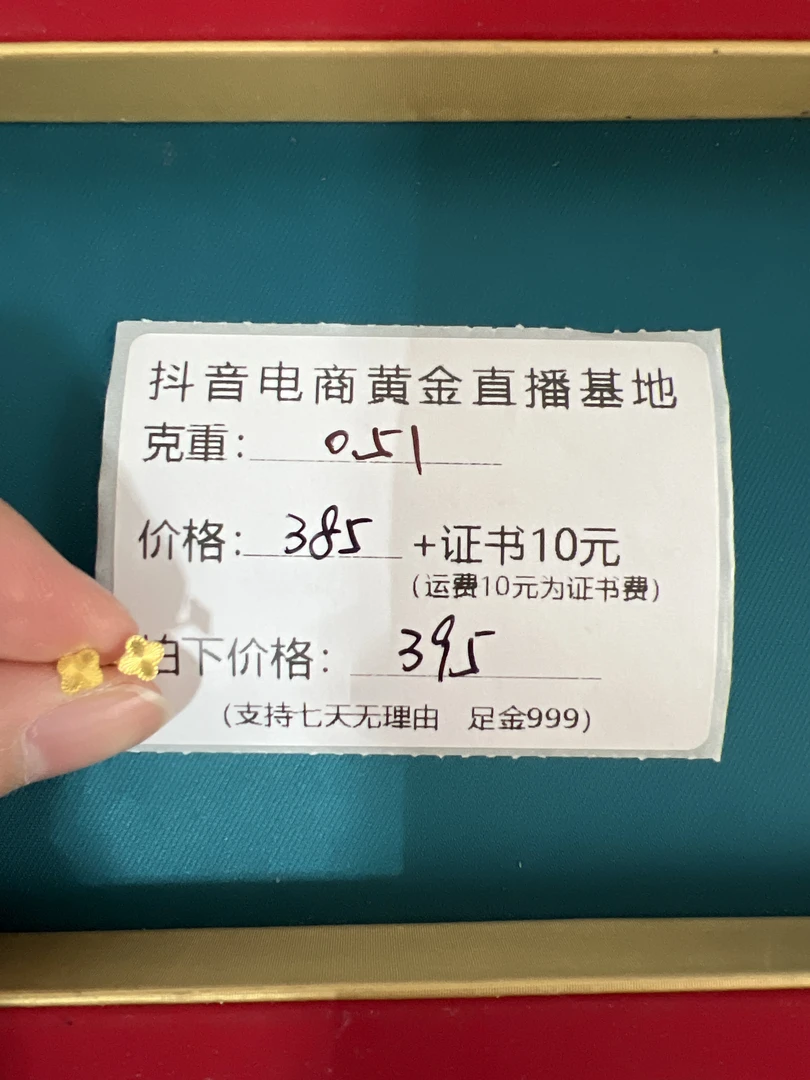 抖音电商黄金直播基地
克重：0.51
价格：385 +证书10元
（运费10元为证书费）
拍下价格：395
（支持七天无理由 足金999）